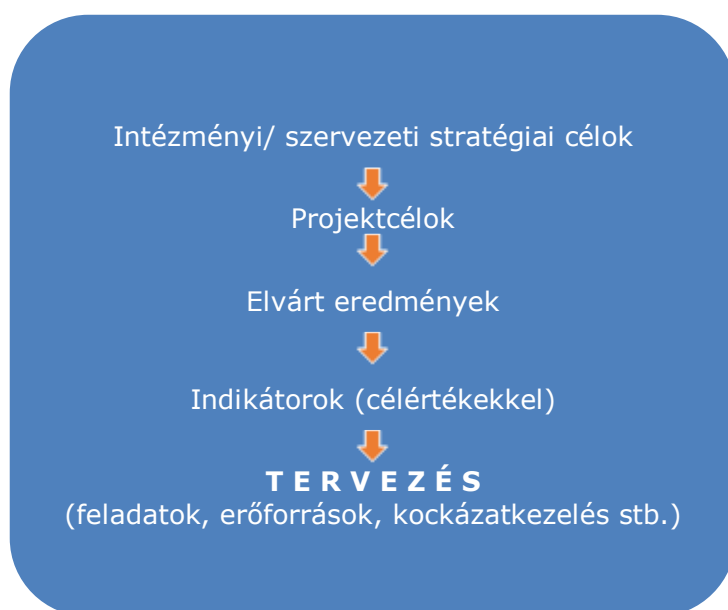 Intézményi/ szervezeti stratégiai célok
Projektcélok
Elvárt eredmények
Indikátorok (célértékekkel)
T E R V E Z É S
(feladatok, erőforrások, kockázatkezelés stb.)